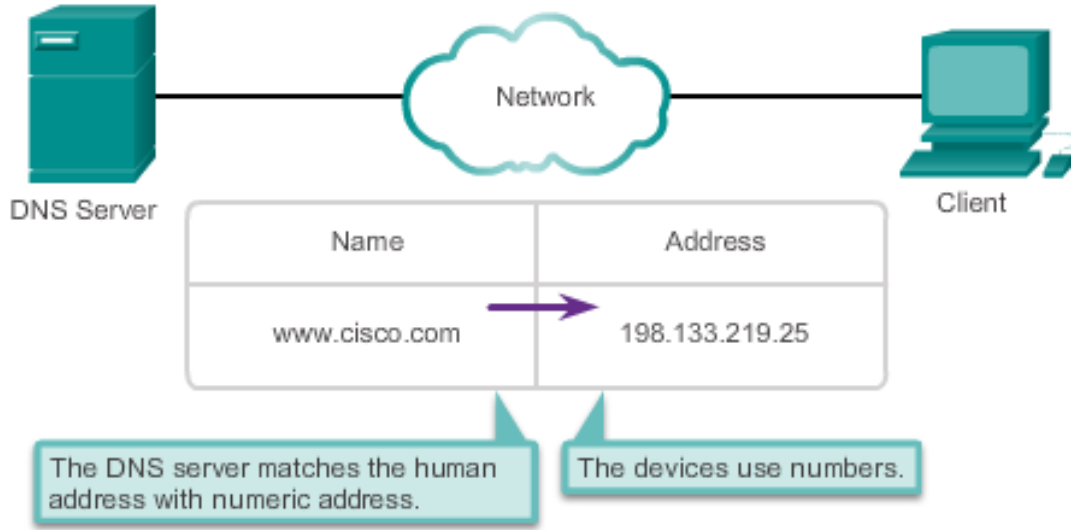 Network
DNS Server
Client
Name
Address
www.cisco.com
198.133.219.25
The DNS server matches the human
address with numeric address.
The devices use numbers.